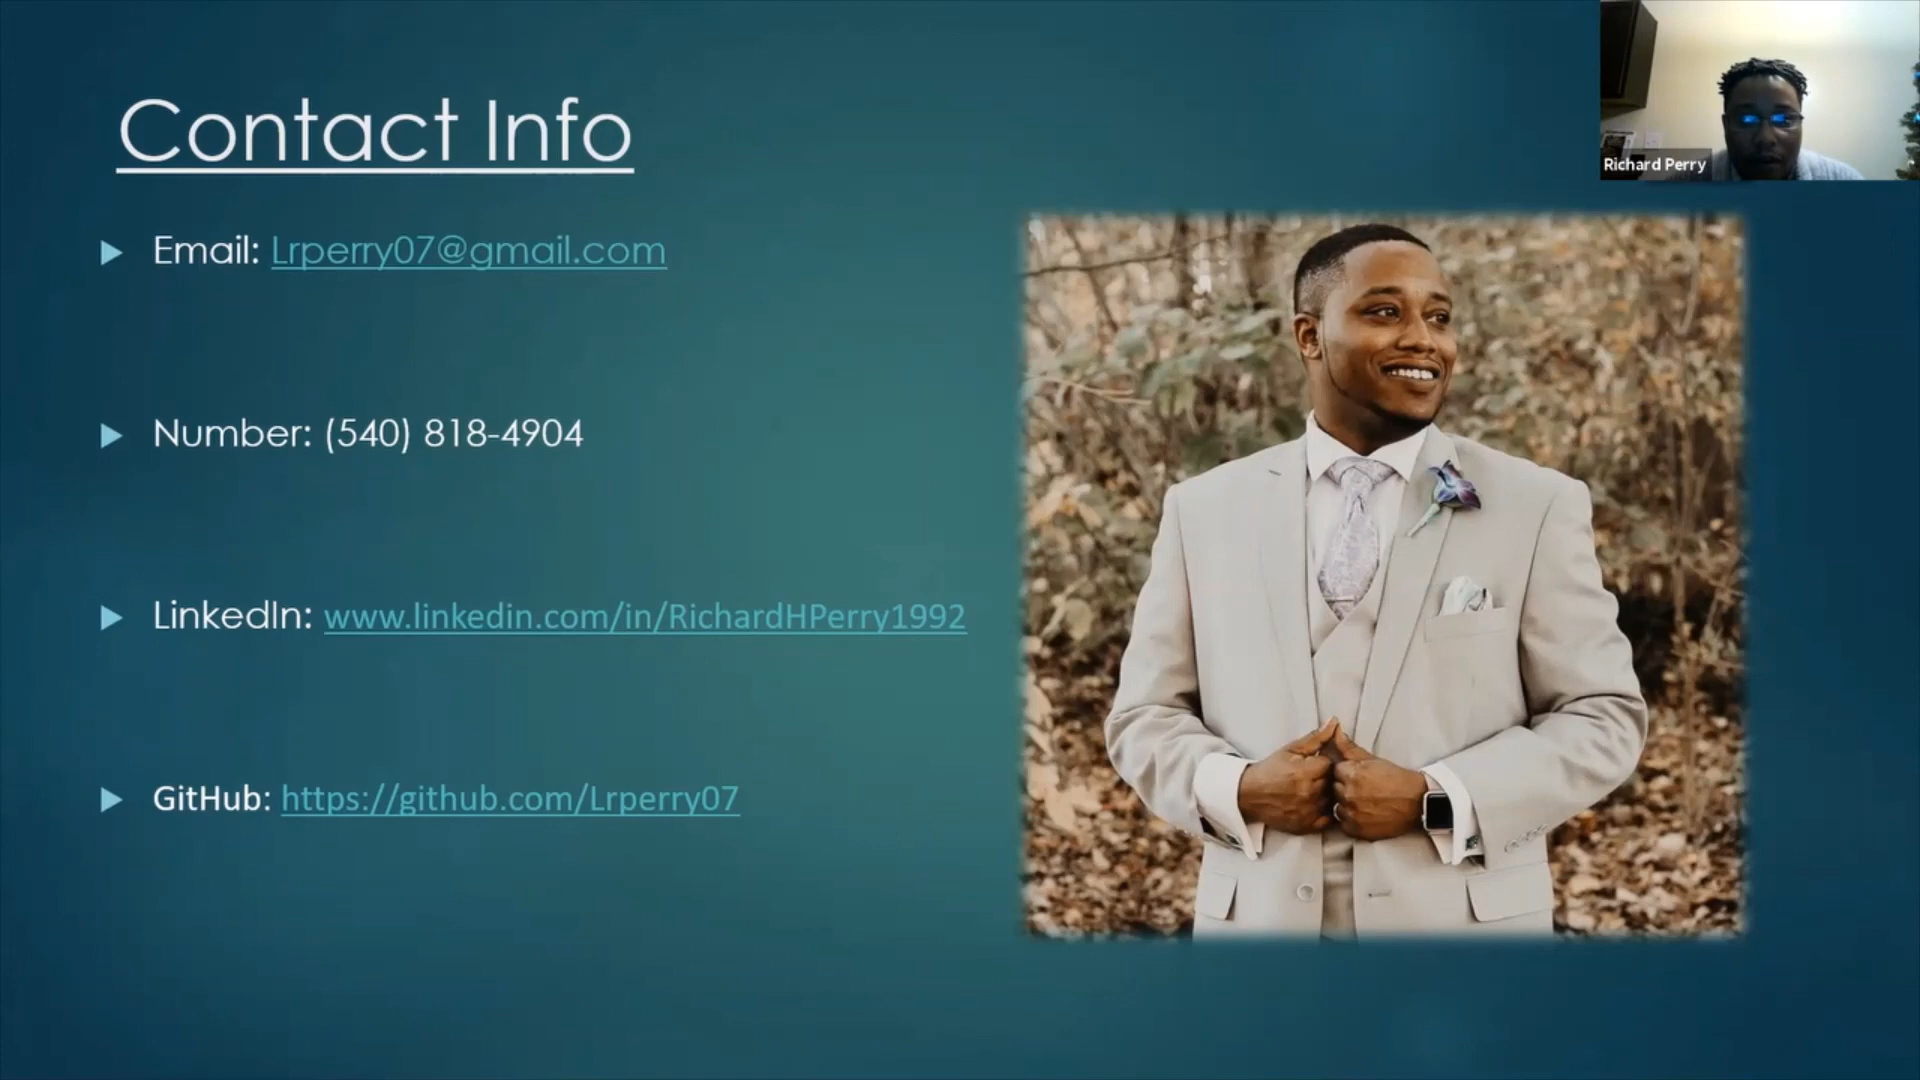 Contact Info
Richard Perry
Email: Lrperry07@gmail.com
Number: (540) 818-4904
LinkedIn: www.linkedin.com/in/RichardHPerry1992
GitHub: https://github.com/Lrperry07